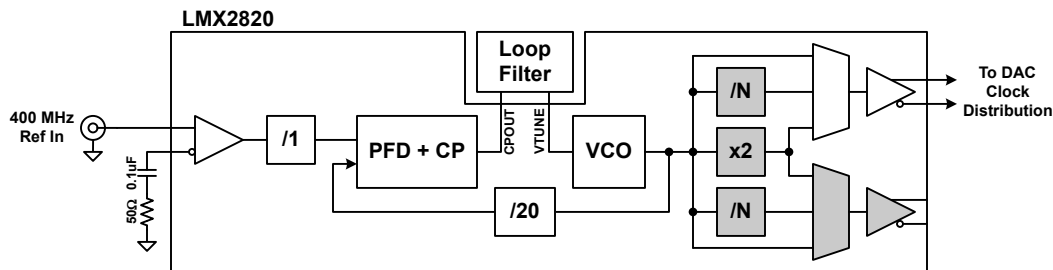 LMX2820
Loop
Filter
400 MHz
Ref In
/1
PFD + CP
CPOUT
VTUNE
VCO
/20
/N
x2
/N
To DAC
Clock
Distribution
50Ω 0.1uF